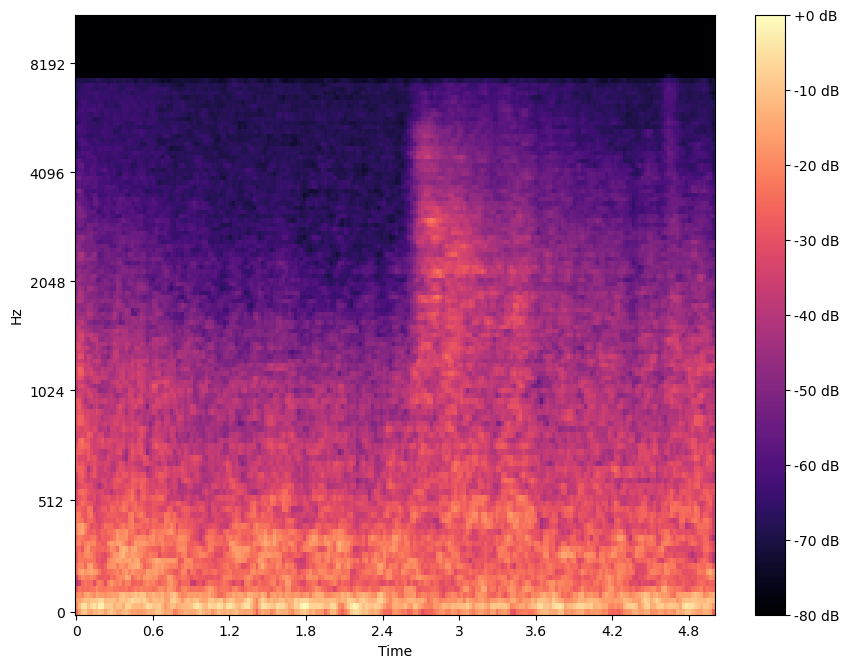 +0 dB
8192
-10 dB
4096
-20 dB
-30 dB
2048
Hz
-40 dB
1024
-50 dB
512
-60 dB
-70 dB
0
-80 dB
0 0.6 1.2 1.8 2.4 3 3.6 4.2 4.8
Time